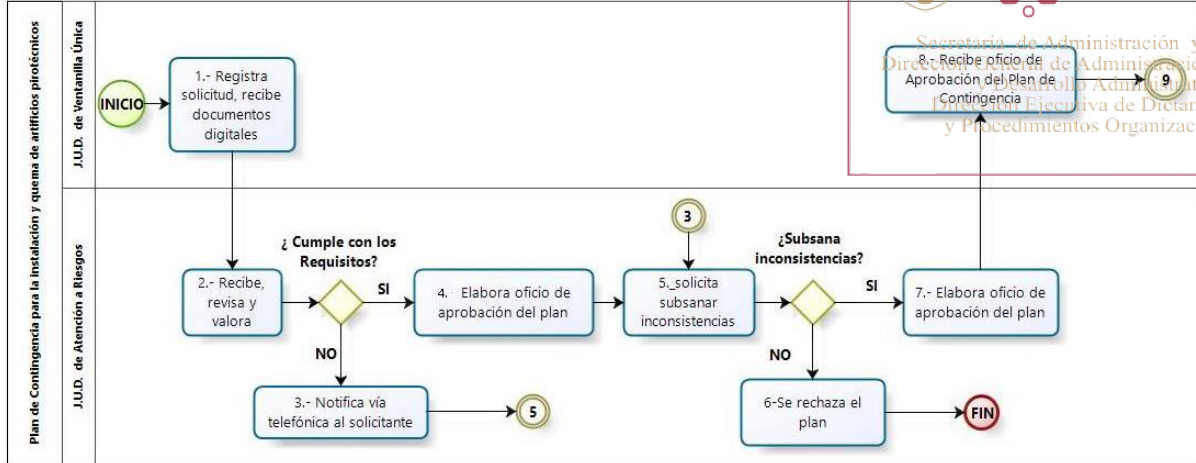 Plan de Contingencia para la instalación y quema de artificios pirotécnicos
J.U.D. de Ventanilla Única
INICIO
1.- Registra
solicitud, recibe
documentos
digitales
8.- Recibe oficio de
Aprobación del Plan de
Contingencia
9
Secretaría de Administración y
Dirección General de Administració
y Desarrollo Administrat
Dirección Ejecutiva de Dictam
y Procedimientos Organizac
J.U.D. de Atención a Riesgos
2.- Recibe,
revisa y
valora
¿ Cumple con los
Requisitos?
SI
NO
3.- Notifica vía
telefónica al solicitante
5
4. Elabora oficio de
aprobación del plan
3
5._solicita
subsanar
inconsistencias
¿Subsana
inconsistencias?
SI
NO
6-Se rechaza el
plan
FIN
7.- Elabora oficio de
aprobación del plan